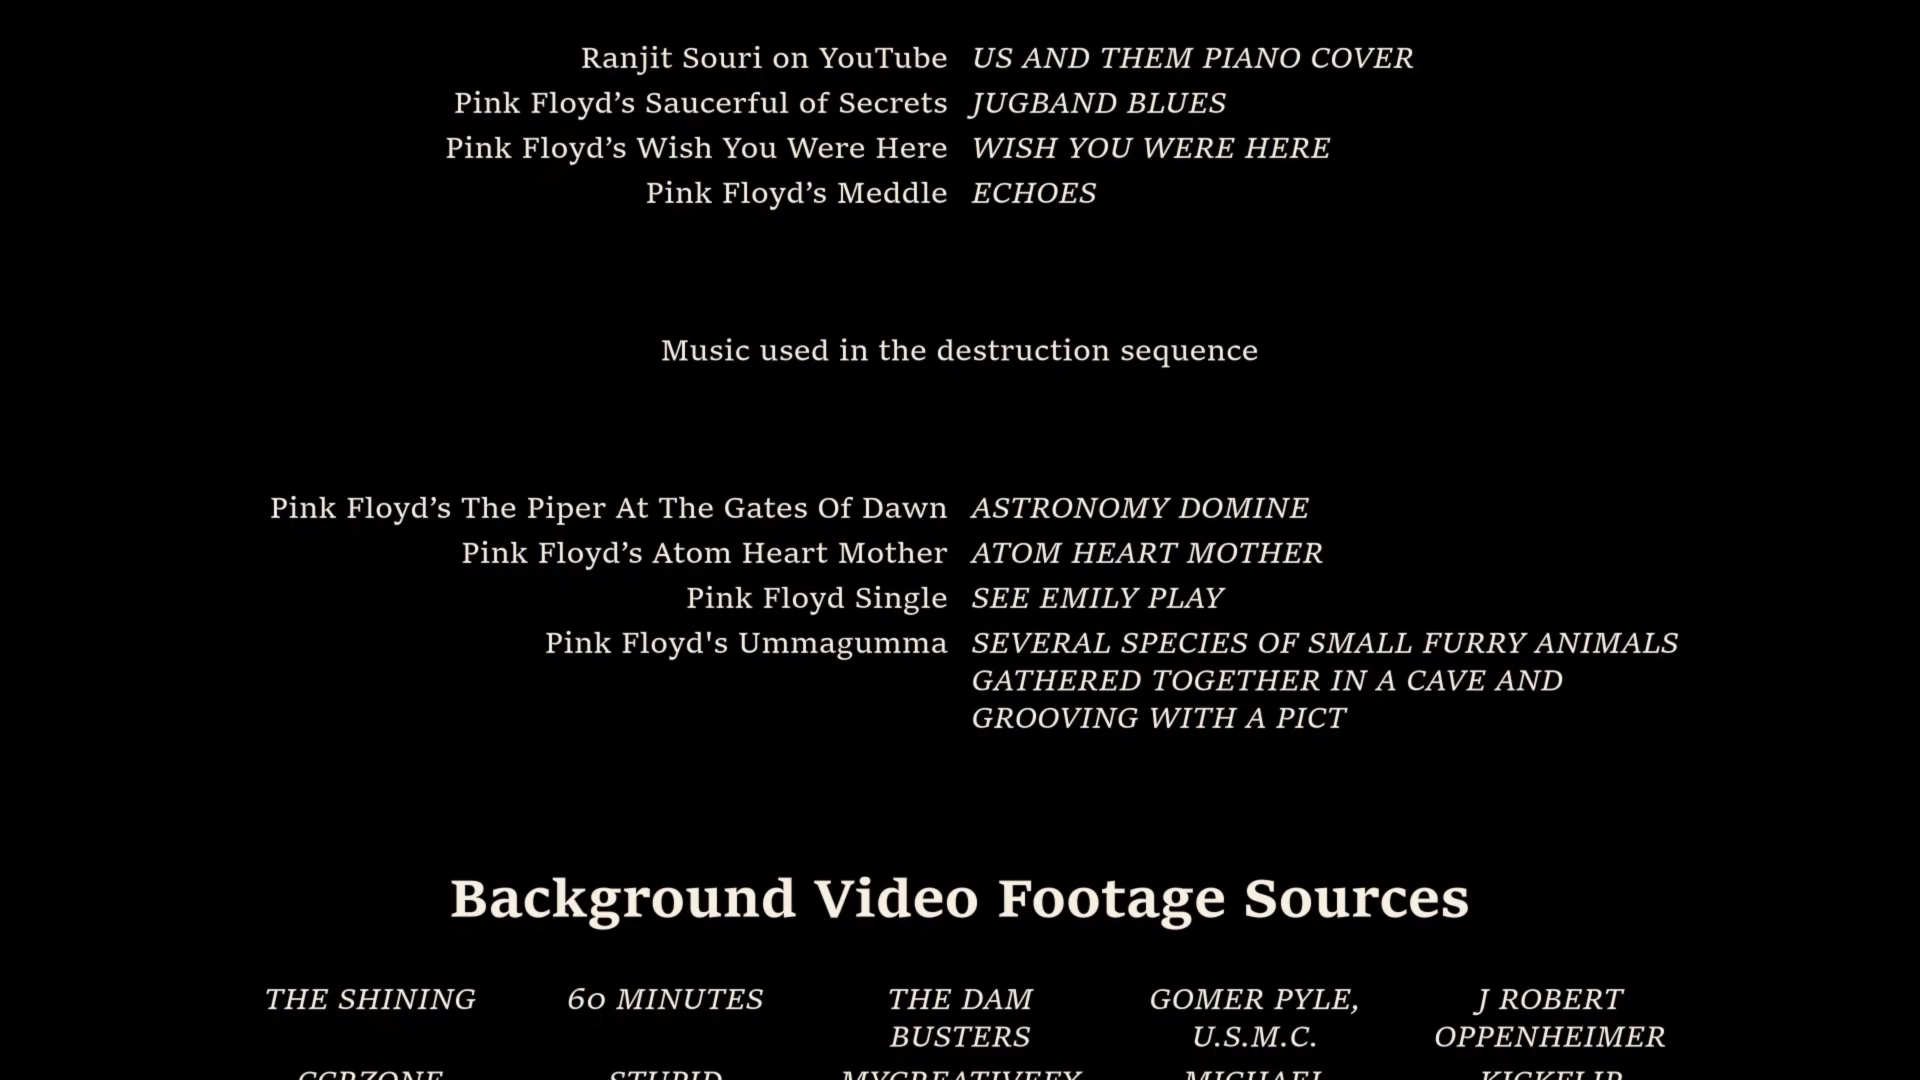 Ranjit Souri on YouTube US AND THEM PIANO COVER
Pink Floyd’s Saucerful of Secrets JUGBAND BLUES
Pink Floyd’s Wish You Were Here WISH YOU WERE HERE
Pink Floyd’s Meddle ECHOES
Music used in the destruction sequence
Pink Floyd’s The Piper At The Gates Of Dawn ASTRONOMY DOMINE
Pink Floyd’s Atom Heart Mother ATOM HEART MOTHER
Pink Floyd Single SEE EMILY PLAY
Pink Floyd's Ummagumma SEVERAL SPECIES OF SMALL FURRY ANIMALS
GATHERED TOGETHER IN A CAVE AND
GROOVING WITH A PICT
Background Video Footage Sources
THE SHINING 60 MINUTES THE DAM GOMER PYLE, J ROBERT
BUSTERS U.S.M.C. OPPENHEIMER
STUPID MICHAEL